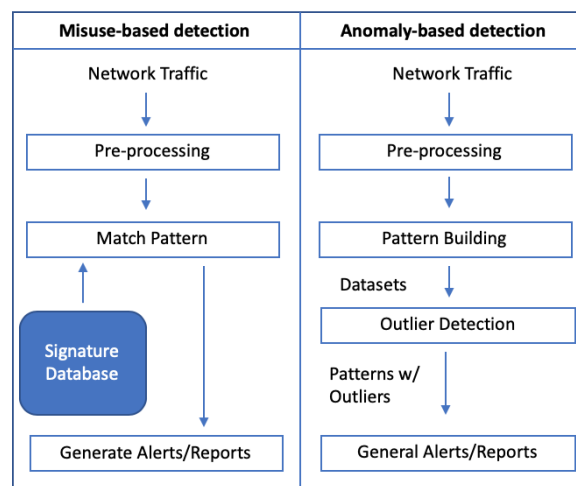 Misuse-based detection
Network Traffic
Pre-processing
Match Pattern
Signature
Database
Generate Alerts/Reports
Anomaly-based detection
Network Traffic
Pre-processing
Pattern Building
Datasets
Outlier Detection
Patterns w/
Outliers
General Alerts/Reports